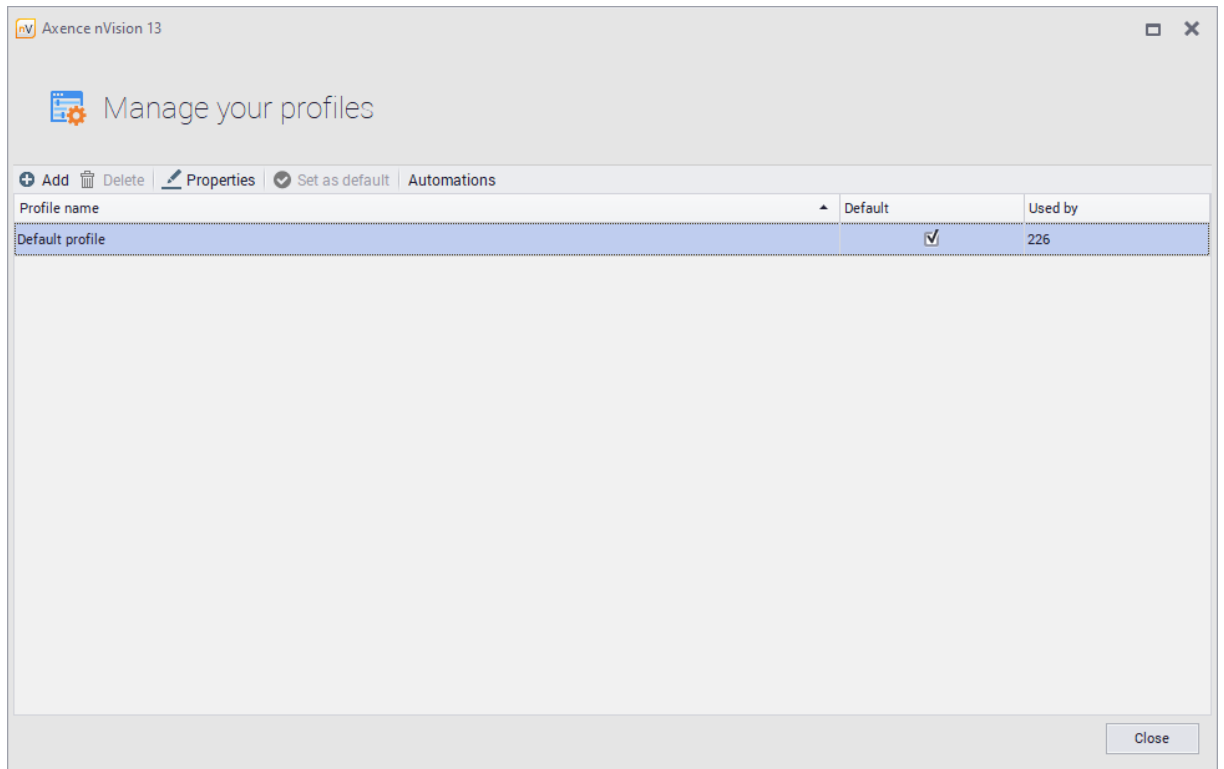 nV Axence nVision 13
Manage your profiles
Add Delete Properties Set as default Automations
Profile name Default Used by
Default profile 226
Close